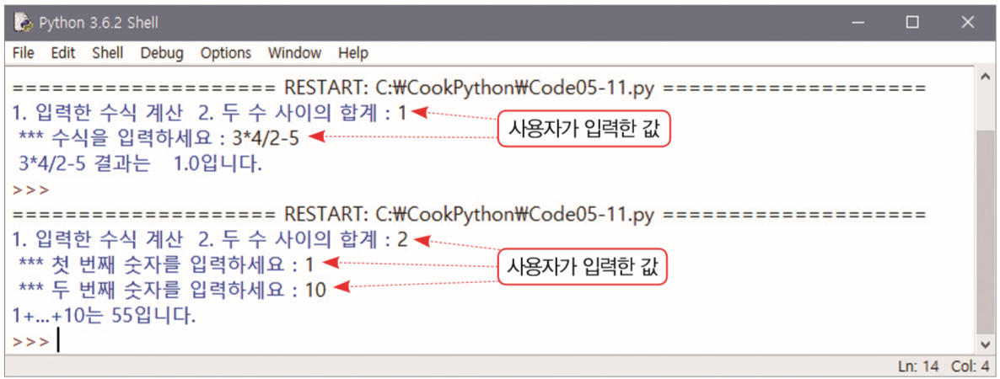 Python 3.6.2 Shell
File Edit Shell Debug Options Window Help
===================== RESTART: C:₩CookPython₩Code05-11.py =====================
1. 입력한 수식 계산  2. 두 수 사이의 합계 : 1
*** 수식을 입력하세요 : 3*4/2-5
사용자가 입력한 값
3*4/2-5 결과는  1.0입니다.
>>>
===================== RESTART: C:₩CookPython₩Code05-11.py =====================
1. 입력한 수식 계산  2. 두 수 사이의 합계 : 2
*** 첫 번째 숫자를 입력하세요 : 1
사용자가 입력한 값
*** 두 번째 숫자를 입력하세요 : 10
1+...+10는 55입니다.
>>>
Ln: 14 Col: 4